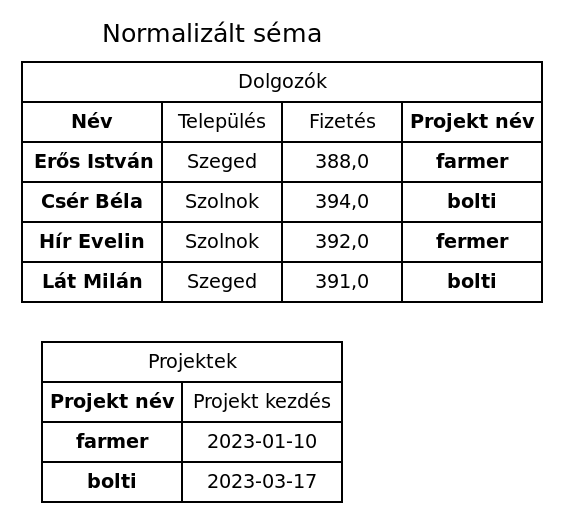 Normalizált séma
Dolgozók
Név Település Fizetés Projekt név
Erős István Szeged 388,0 farmer
Csér Béla Szolnok 394,0 bolti
Hír Evelin Szolnok 392,0 fermer
Lát Milán Szeged 391,0 bolti
Projektek
Projekt név Projekt kezdés
farmer 2023-01-10
bolti 2023-03-17